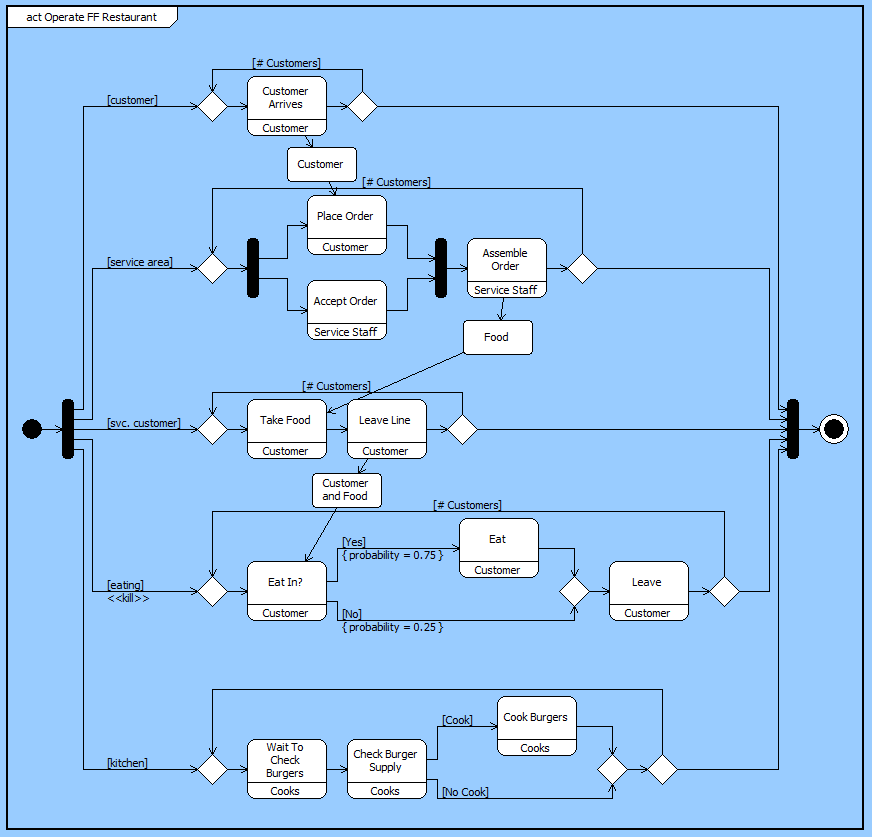 act Operate FF Restaurant
[# Customers]
[customer]
Customer
Arrives
Customer
Customer
[# Customers]
[service area]
Place Order
Customer
Accept Order
Service Staff
Assemble
Order
Service Staff
Food
[# Customers]
[svc. customer]
Take Food
Customer
Leave Line
Customer
Customer
and Food
[# Customers]
[eating]
<<kill>>
Eat In?
Customer
[Yes]
{ probability = 0.75 }
[No]
{ probability = 0.25 }
Eat
Customer
Leave
Customer
[kitchen]
Wait To
Check
Burgers
Cooks
Check Burger
Supply
Cooks
[Cook]
[No Cook]
Cook Burgers
Cooks